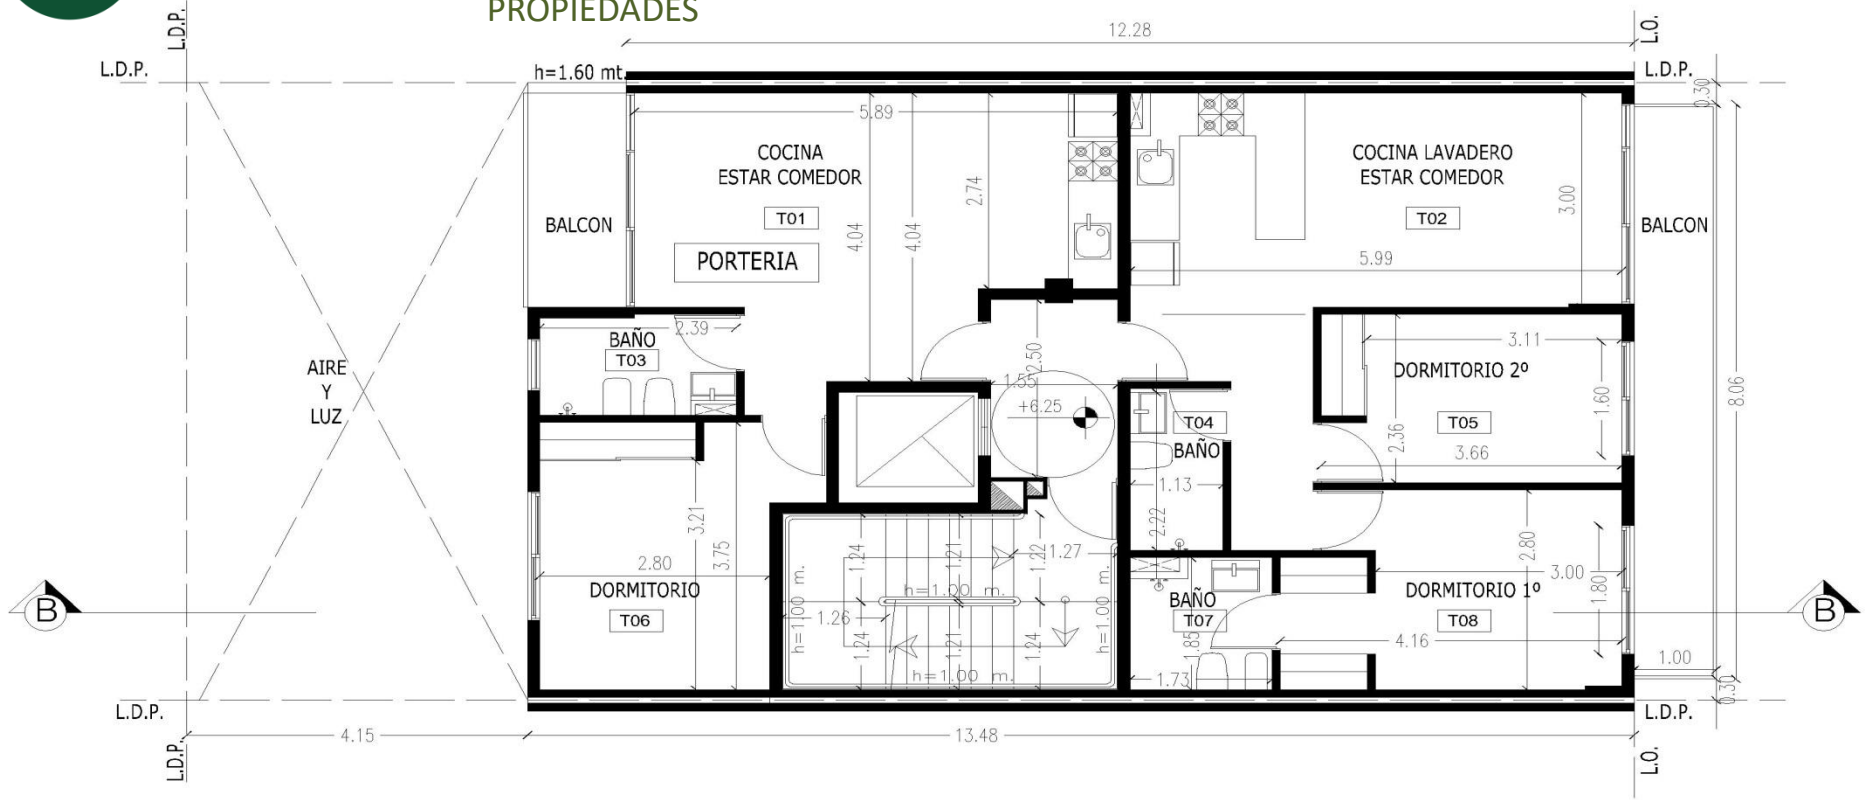 PROPIEDADES
L.D.P.
12.28
L.O.
L.D.P.
h=1.60 mt.
L.D.P.
0.30
5.89
COCINA
ESTAR COMEDOR
T01
PORTERIA
2.74
4.04
4.04
BALCON
COCINA LAVADERO
ESTAR COMEDOR
T02
3.00
5.99
BALCON
2.39
BAÑO
T03
2.50
1.55
+6.25
3.11
DORMITORIO 2º
1.60
T05
2.36
3.66
8.06
AIRE
Y
LUZ
T04
BAÑO
1.13
2.22
3.21
3.75
2.80
DORMITORIO
T06
1.24
1.21
1.22
1.27
h=1.00 m.
h=1.00 m.
h=1.00 m.
1.26
1.24
1.21
1.24
h=1.00 m.
BAÑO
T07
1.85
1.73
2.80
3.00
DORMITORIO 1º
1.80
T08
4.16
B
B
1.00
0.30
L.D.P.
L.D.P.
4.15
13.48
L.D.P.
L.O.